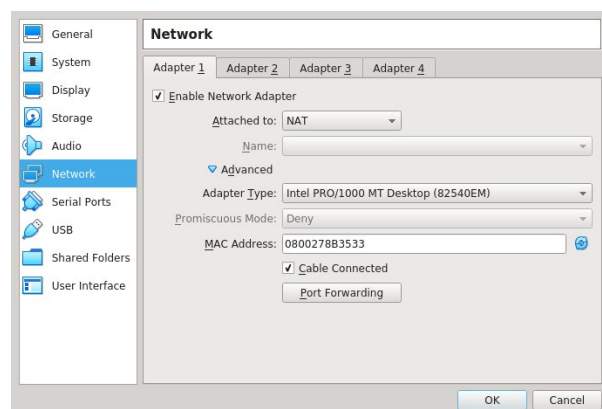 General
System
Display
Storage
Audio
Network
Serial Ports
USB
Shared Folders
User Interface
Network
Adapter 1 Adapter 2 Adapter 3 Adapter 4
Enable Network Adapter
Attached to: NAT
Name:
Advanced
Adapter Type: Intel PRO/1000 MT Desktop (82540EM)
Promiscuous Mode: Deny
MAC Address: 0800278B3533
Cable Connected
Port Forwarding
OK Cancel